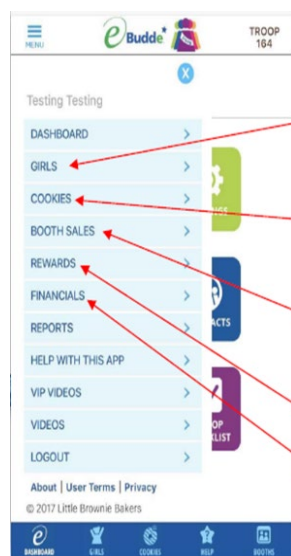 MENU
eBudde
TROOP
164
X
Testing Testing
DASHBOARD
GIRLS
COOKIES
BOOTH SALES
REWARDS
FINANCIALS
REPORTS
HELP WITH THIS APP
VIP VIDEOS
VIDEOS
LOGOUT
About | User Terms | Privacy
© 2017 Little Brownie Bakers
DASHBOARD GIRLS COOKIES HELP BOOTHS